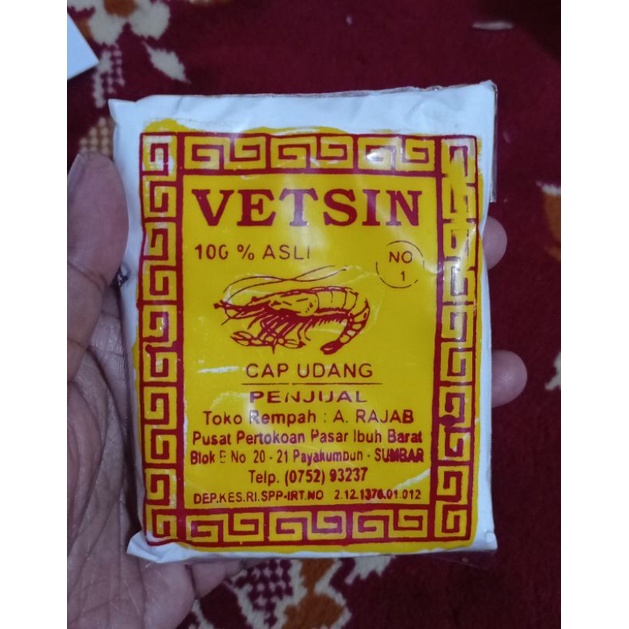 VETSIN
100 % ASLI
NO
1
CAP UDANG
PENJUAL
Toko Rempah : A. RAJAB
Pusat Pertokoan Pasar Ibuh Barat
Blok E No. 20 - 21 Payakumbuh - SUMBAR
Telp. (0752) 93237
DEP.KES.RI.SPP-IRT.NO 2.12.1376.01.012